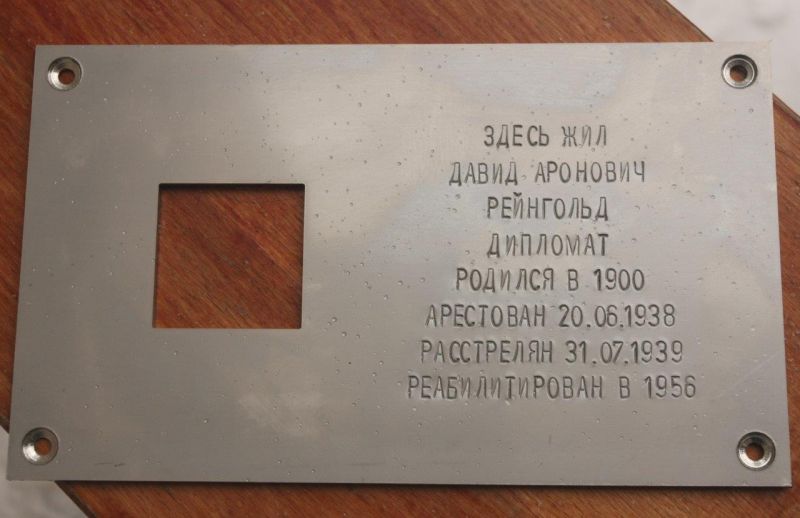 ЗДЕСЬ ЖИЛ
ДАВИД АРОНОВИЧ
РЕЙНГОЛЬД
ДИПЛОМАТ
РОДИЛСЯ В 1900
АРЕСТОВАН 20.06.1938
РАССТРЕЛЯН 31.07.1939
РЕАБИЛИТИРОВАН В 1956